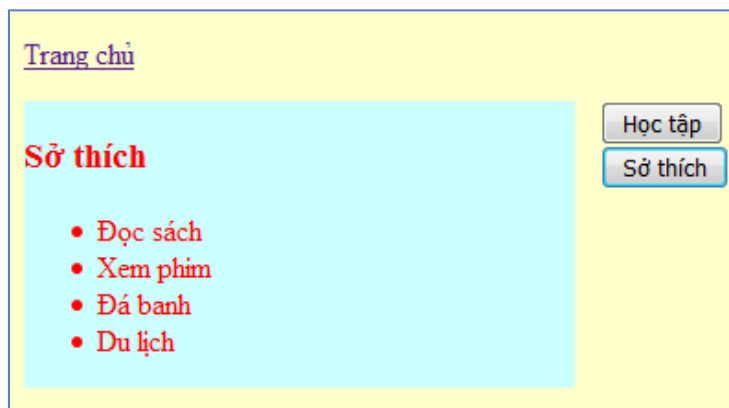 Trang chủ
Sở thích
Đọc sách
Xem phim
Đá banh
Du lịch
Học tập
Sở thích